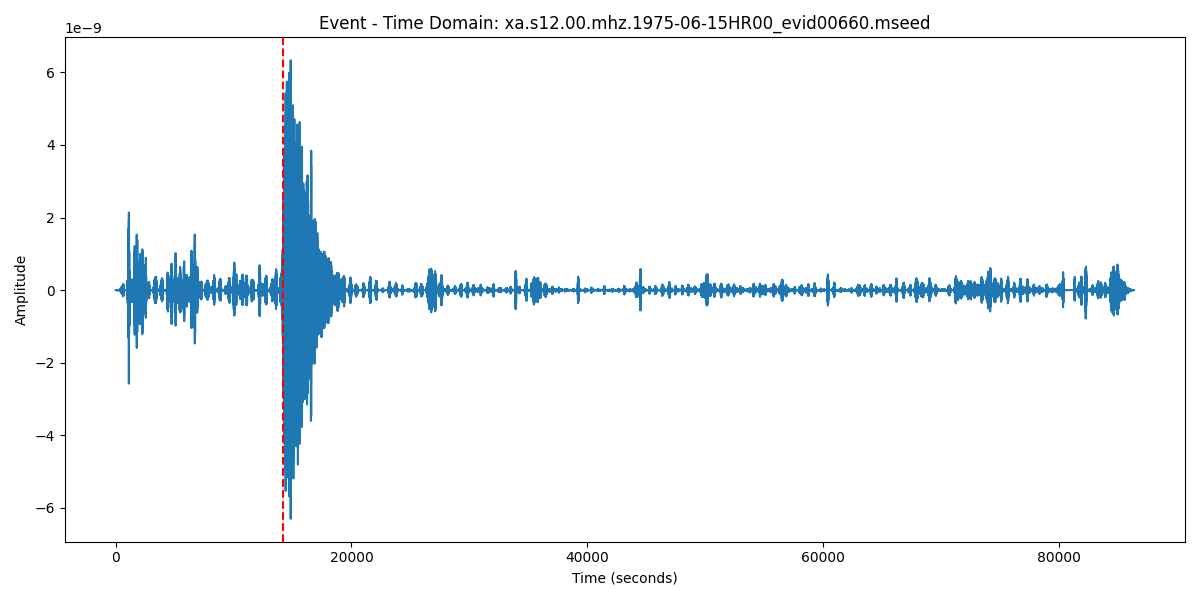 Event - Time Domain: xa.s12.00.mhz.1975-06-15HR00_evid00660.mseed
1e−9
6
4
2
0
−2
−4
−6
Amplitude
0 20000 40000 60000 80000
Time (seconds)